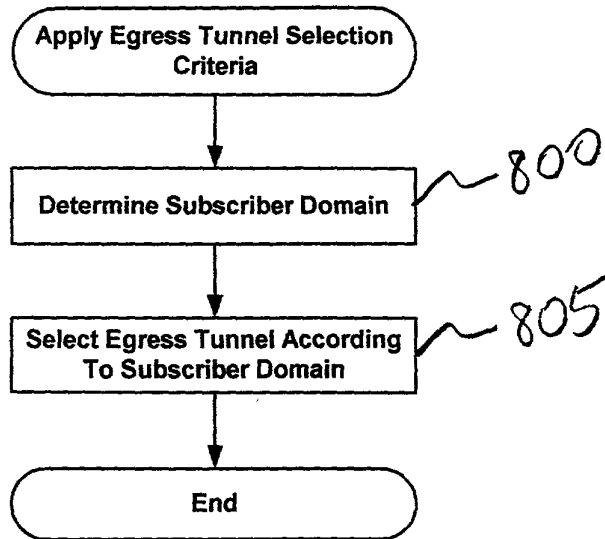 Apply Egress Tunnel Selection
Criteria
Determine Subscriber Domain
800
Select Egress Tunnel According
To Subscriber Domain
805
End